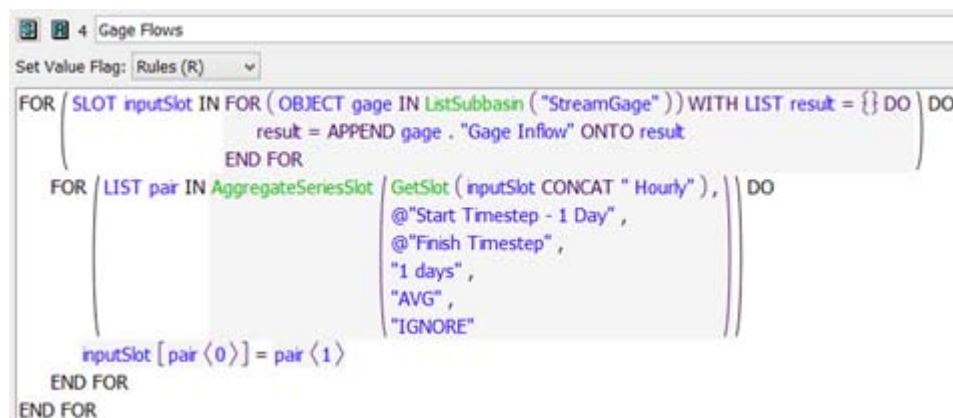 4 Gage Flows
Set Value Flag: Rules (R)
FOR ( SLOT inputSlot IN FOR ( OBJECT gage IN ListSubbasin ( "StreamGage" ) ) WITH LIST result = {} DO ) DO
result = APPEND gage . "Gage Inflow" ONTO result
END FOR
FOR ( LIST pair IN AggregateSeriesSlot ( GetSlot ( inputSlot CONCAT " Hourly" ) , ) ) DO
@"Start Timestep - 1 Day" ,
@"Finish Timestep" ,
"1 days" ,
"AVG" ,
"IGNORE"
inputSlot [ pair 〈0〉 ] = pair 〈1〉
END FOR
END FOR